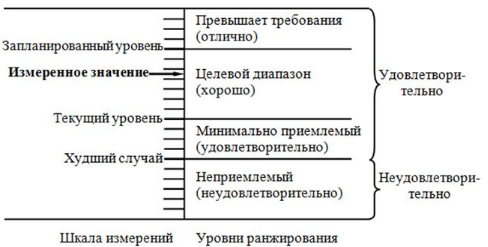 Превышает требования
(отлично)
Запланированный уровень
Измеренное значение
Целевой диапазон
(хорошо)
Удовлетвори-
тельно
Текущий уровень
Минимально приемлемый
(удовлетворительно)
Худший случай
Неприемлемый
(неудовлетворительно)
Неудовлетвори-
тельно
Шкала измерений
Уровни ранжирования